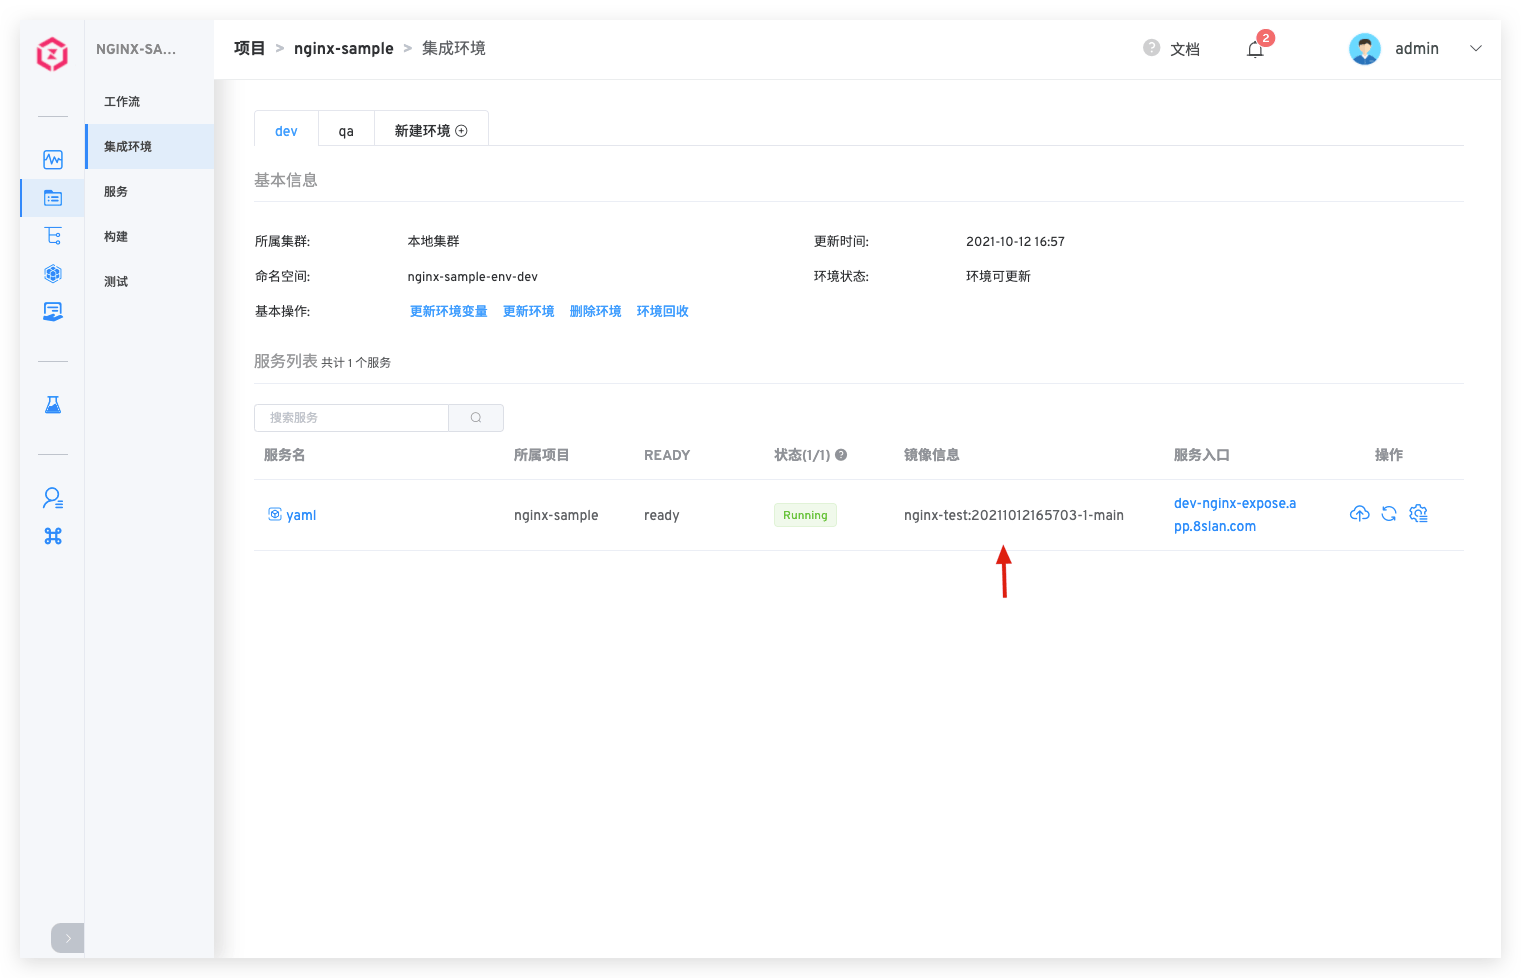 NGINX-SA...
项目 > nginx-sample > 集成环境
文档
2
admin
工作流
集成环境
服务
构建
测试
dev
qa
新建环境
基本信息
所属集群: 本地集群 更新时间: 2021-10-12 16:57
命名空间: nginx-sample-env-dev 环境状态: 环境可更新
基本操作: 更新环境变量 更新环境 删除环境 环境回收
服务列表 共计 1 个服务
搜索服务
服务名 所属项目 READY 状态(1/1) 镜像信息 服务入口 操作
yaml nginx-sample ready Running nginx-test:20211012165703-1-main dev-nginx-expose.a
pp.8slan.com